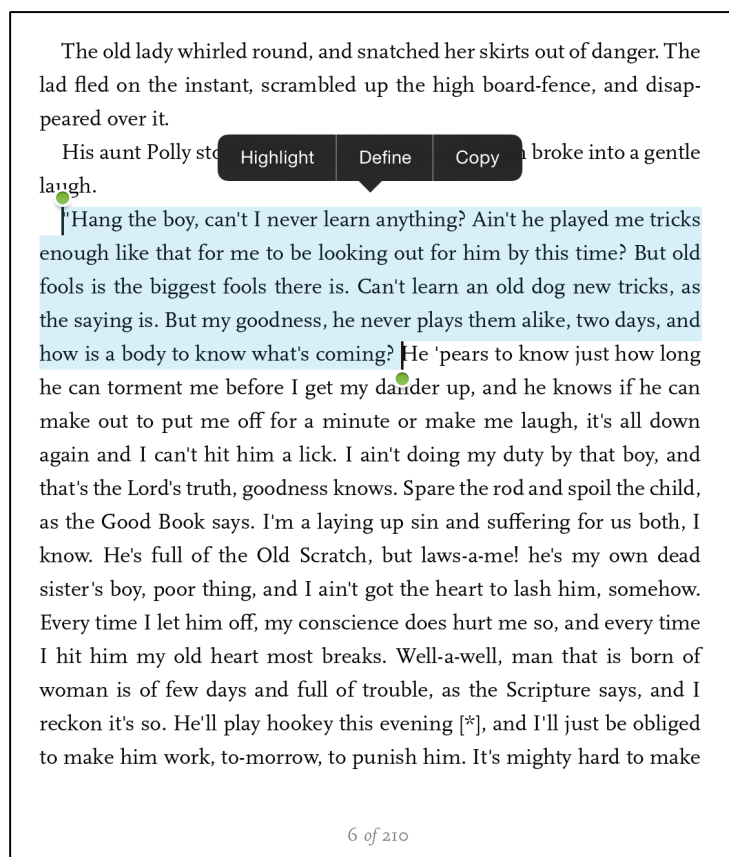 The old lady whirled round, and snatched her skirts out of danger. The
lad fled on the instant, scrambled up the high board-fence, and disap-
peared over it.
His aunt Polly broke into a gentle
Highlight Define Copy
laugh.
"Hang the boy, can't I never learn anything? Ain't he played me tricks
enough like that for me to be looking out for him by this time? But old
fools is the biggest fools there is. Can't learn an old dog new tricks, as
the saying is. But my goodness, he never plays them alike, two days, and
how is a body to know what's coming? He 'pears to know just how long
he can torment me before I get my dander up, and he knows if he can
make out to put me off for a minute or make me laugh, it's all down
again and I can't hit him a lick. I ain't doing my duty by that boy, and
that's the Lord's truth, goodness knows. Spare the rod and spoil the child,
as the Good Book says. I'm a laying up sin and suffering for us both, I
know. He's full of the Old Scratch, but laws-a-me! he's my own dead
sister's boy, poor thing, and I ain't got the heart to lash him, somehow.
Every time I let him off, my conscience does hurt me so, and every time
I hit him my old heart most breaks. Well-a-well, man that is born of
woman is of few days and full of trouble, as the Scripture says, and I
reckon it's so. He'll play hookey this evening [*], and I'll just be obliged
to make him work, to-morrow, to punish him. It's mighty hard to make
6 of 210